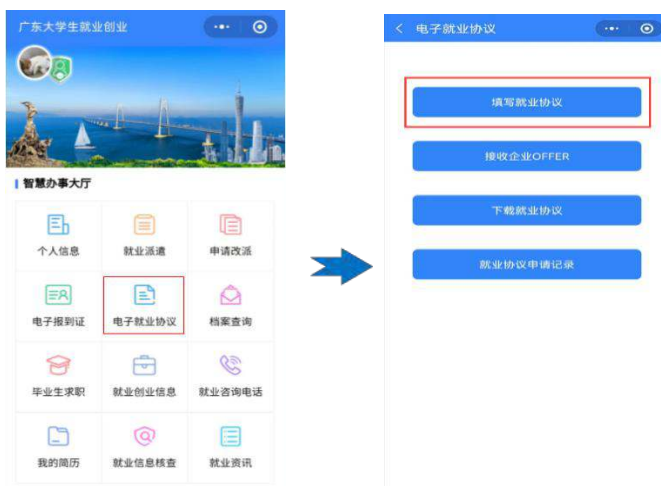 广东大学生就业创业
智慧办事大厅
个人信息
就业派遣
申请改派
电子报到证
电子就业协议
档案查询
毕业生求职
就业创业信息
就业咨询电话
我的简历
就业信息核查
就业资讯
电子就业协议
填写就业协议
接收企业OFFER
下载就业协议
就业协议申请记录